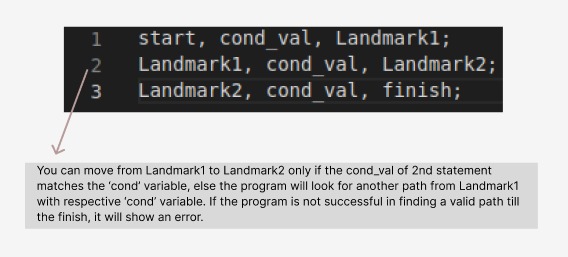 1 start, cond_val, Landmark1;
2 Landmark1, cond_val, Landmark2;
3 Landmark2, cond_val, finish;
You can move from Landmark1 to Landmark2 only if the cond_val of 2nd statement
matches the ‘cond’ variable, else the program will look for another path from Landmark1
with respective ‘cond’ variable. If the program is not successful in finding a valid path till
the finish, it will show an error.